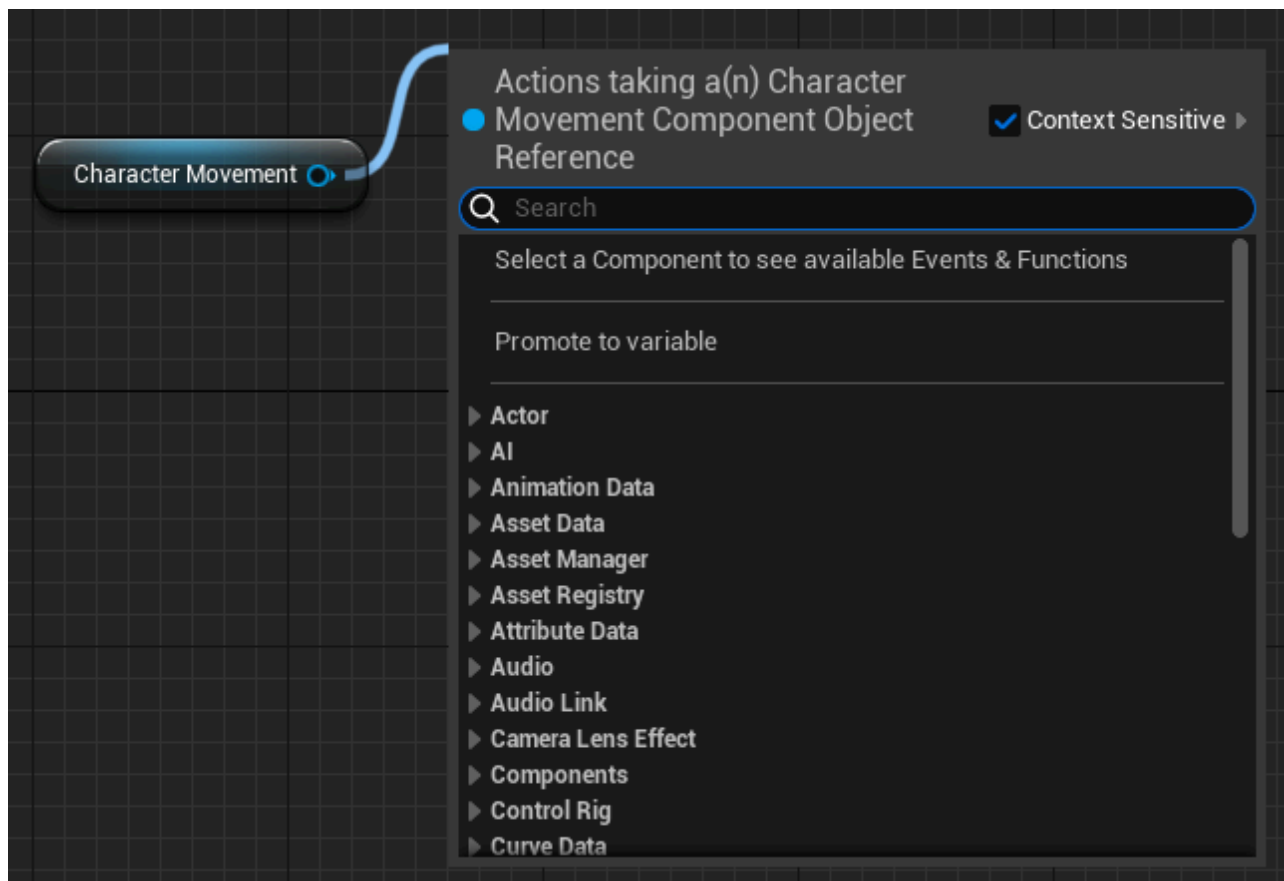 Actions taking a(n) Character
Movement Component Object
Reference
Context Sensitive
Character Movement
Search
Select a Component to see available Events & Functions
Promote to variable
Actor
AI
Animation Data
Asset Data
Asset Manager
Asset Registry
Attribute Data
Audio
Audio Link
Camera Lens Effect
Components
Control Rig
Curve Data